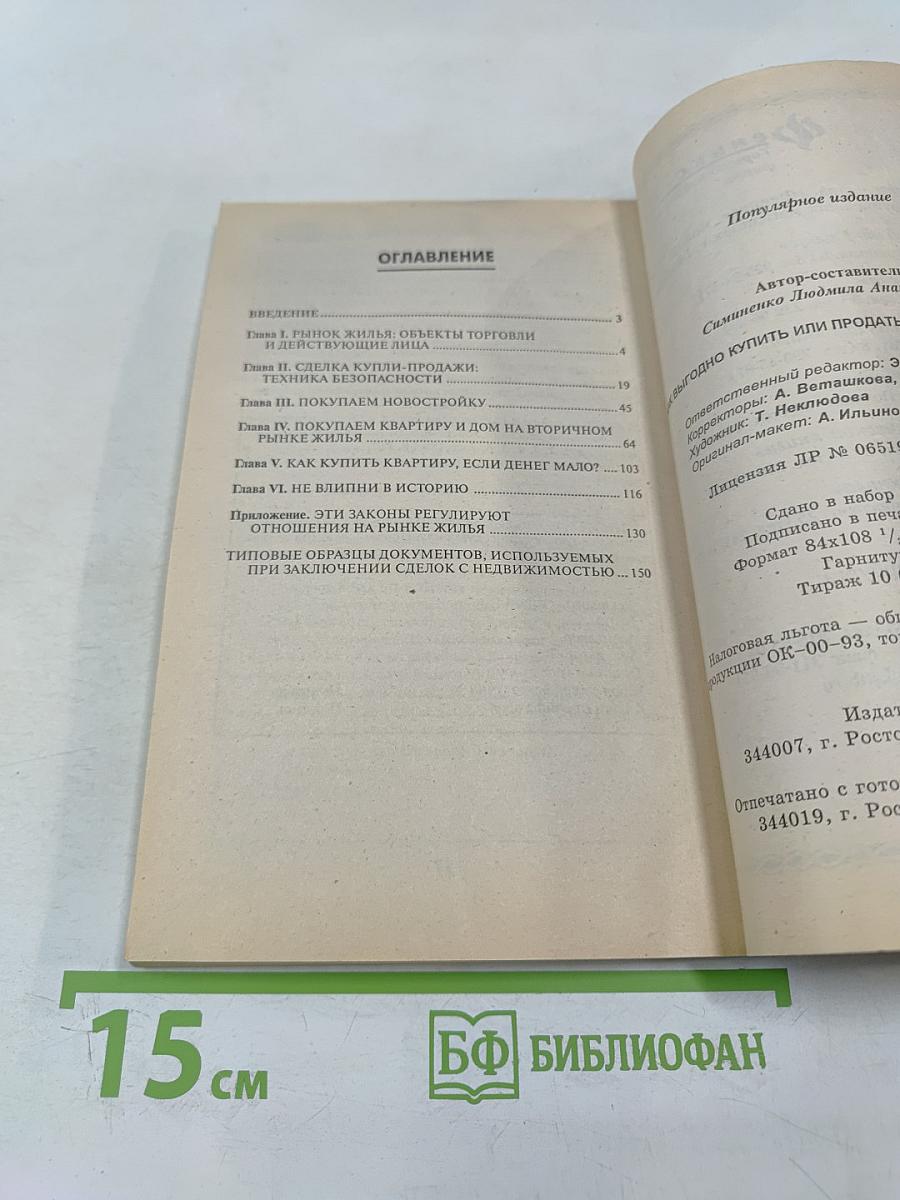 ОГЛАВЛЕНИЕ
ВВЕДЕНИЕ ... 3
Глава I. РЫНОК ЖИЛЬЯ: ОБЪЕКТЫ ТОРГОВЛИ
И ДЕЙСТВУЮЩИЕ ЛИЦА ... 4
Глава II. СДЕЛКА КУПЛИ-ПРОДАЖИ:
ТЕХНИКА БЕЗОПАСНОСТИ ... 19
Глава III. ПОКУПАЕМ НОВОСТРОЙКУ ... 45
Глава IV. ПОКУПАЕМ КВАРТИРУ И ДОМ НА ВТОРИЧНОМ
РЫНКЕ ЖИЛЬЯ ... 64
Глава V. КАК КУПИТЬ КВАРТИРУ, ЕСЛИ ДЕНЕГ МАЛО? ... 103
Глава VI. НЕ ВЛИПНИ В ИСТОРИЮ ... 116
Приложение. ЭТИ ЗАКОНЫ РЕГУЛИРУЮТ
ОТНОШЕНИЯ НА РЫНКЕ ЖИЛЬЯ ... 130
ТИПОВЫЕ ОБРАЗЦЫ ДОКУМЕНТОВ, ИСПОЛЬЗУЕМЫХ
ПРИ ЗАКЛЮЧЕНИИ СДЕЛОК С НЕДВИЖИМОСТЬЮ ... 150
Популярное издание
Автор-составитель
Симиненко Людмила Ана
ВЫГОДНО КУПИТЬ ИЛИ ПРОДАТЬ
Ответственный редактор: Э
Корректоры: А. Веташкова,
Художник: Т. Неклюдова
Оригинал-макет: А. Ильино
Лицензия ЛР № 06519
Сдано в набор
Подписано в печа
Формат 84х108 1/
Гарниту
Тираж 10
Налоговая льгота — об
продукции ОК-00-93, то
Издат
344007, г. Росто
Отпечатано с гото
344019, г. Рос
15 см
БФ БИБЛИОФАН